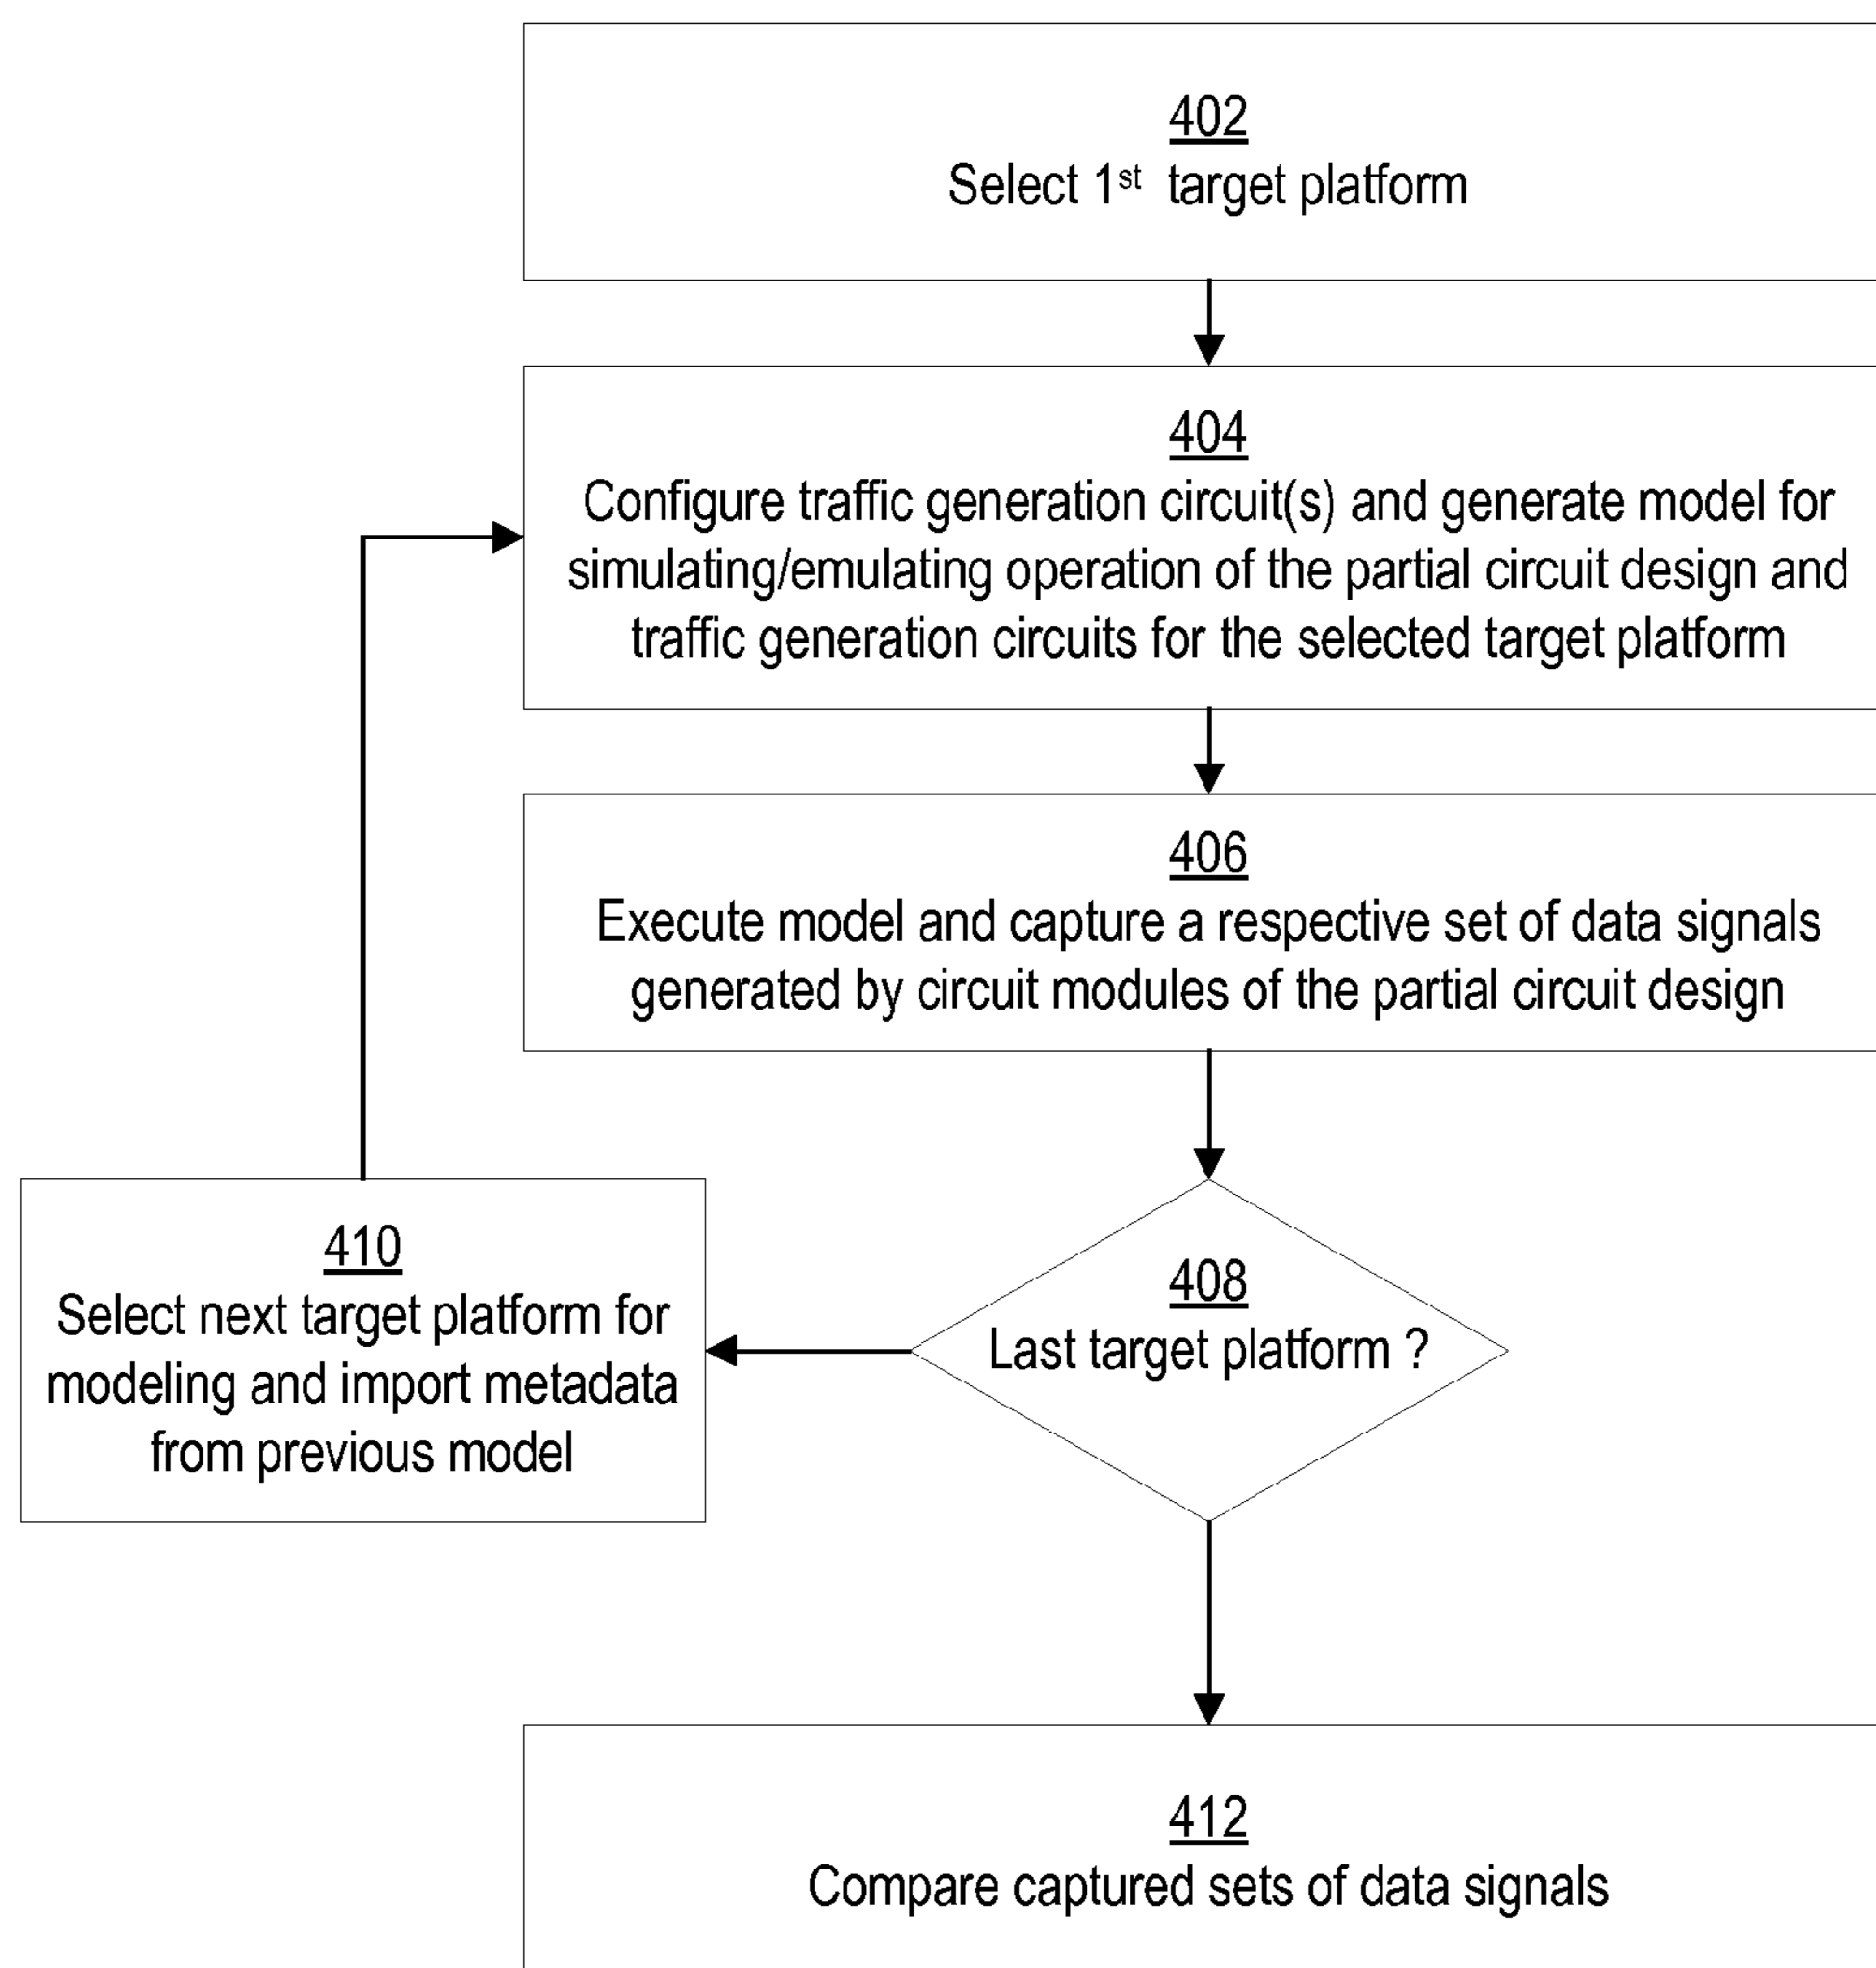 402
Select 1st target platform
404
Configure traffic generation circuit(s) and generate model for
simulating/emulating operation of the partial circuit design and
traffic generation circuits for the selected target platform
406
Execute model and capture a respective set of data signals
generated by circuit modules of the partial circuit design
408
Last target platform ?
410
Select next target platform for
modeling and import metadata
from previous model
412
Compare captured sets of data signals